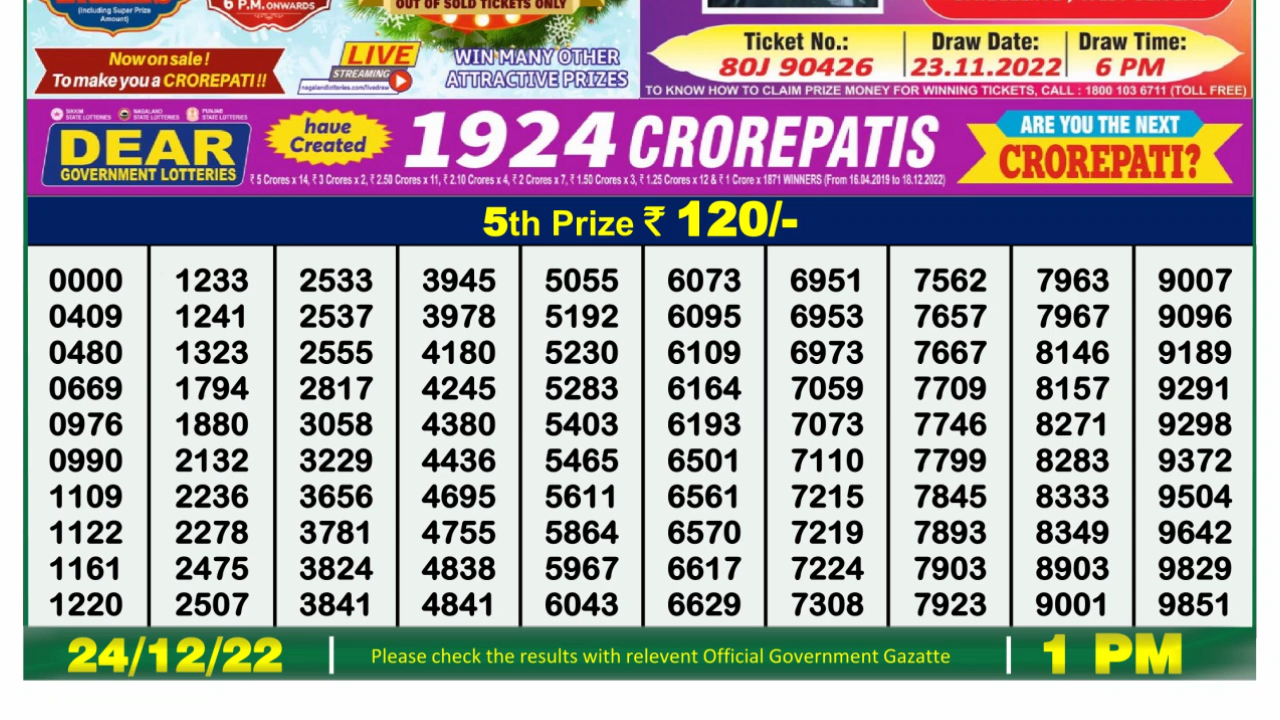 (Including Super Prize
Amount)
6 P.M. ONWARDS
OUT OF SOLD TICKETS ONLY
Now on sale !
To make you a CROREPATI !!
LIVE
STREAMING
nagalandlotteries.com/livedraw
WIN MANY OTHER
ATTRACTIVE PRIZES
Ticket No.:
80J 90426
Draw Date:
23.11.2022
Draw Time:
6 PM
TO KNOW HOW TO CLAIM PRIZE MONEY FOR WINNING TICKETS, CALL : 1800 103 6711 (TOLL FREE)
SIKKIM
STATE LOTTERIES
NAGALAND
STATE LOTTERIES
PUNJAB
STATE LOTTERIES
DEAR
GOVERNMENT LOTTERIES
have
Created
1924 CROREPATIS
₹ 5 Crores x 14, ₹ 3 Crores x 2, ₹ 2.50 Crores x 11, ₹ 2.10 Crores x 4, ₹ 2 Crores x 7, ₹ 1.50 Crores x 3, ₹ 1.25 Crores x 12 & ₹ 1 Crore x 1871 WINNERS (From 16.04.2019 to 18.12.2022)
ARE YOU THE NEXT
CROREPATI?
5th Prize ₹ 120/-
0000 1233 2533 3945 5055 6073 6951 7562 7963 9007
0409 1241 2537 3978 5192 6095 6953 7657 7967 9096
0480 1323 2555 4180 5230 6109 6973 7667 8146 9189
0669 1794 2817 4245 5283 6164 7059 7709 8157 9291
0976 1880 3058 4380 5403 6193 7073 7746 8271 9298
0990 2132 3229 4436 5465 6501 7110 7799 8283 9372
1109 2236 3656 4695 5611 6561 7215 7845 8333 9504
1122 2278 3781 4755 5864 6570 7219 7893 8349 9642
1161 2475 3824 4838 5967 6617 7224 7903 8903 9829
1220 2507 3841 4841 6043 6629 7308 7923 9001 9851
24/12/22
Please check the results with relevent Official Government Gazatte
1 PM